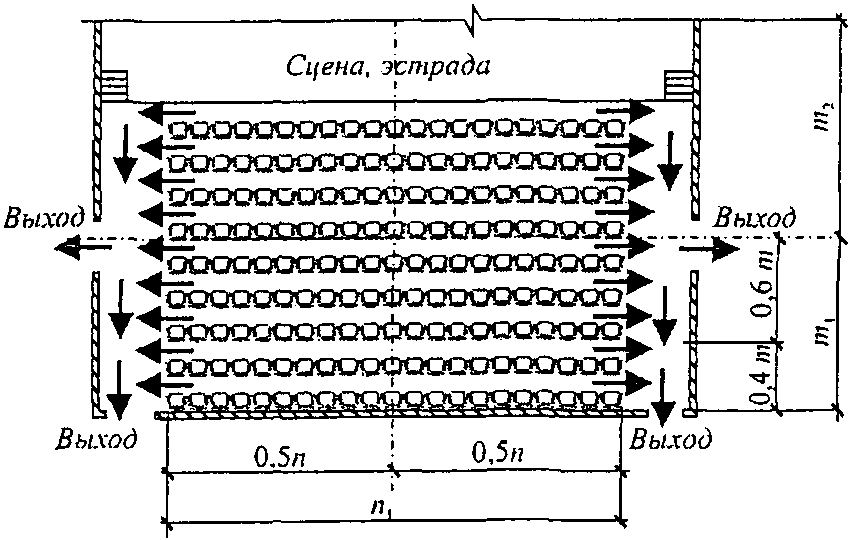 Сцена, эстрада
m₂
Выход
Выход
0,6 m
m₁
0,4 m
Выход
Выход
0,5n
0,5n
n₁